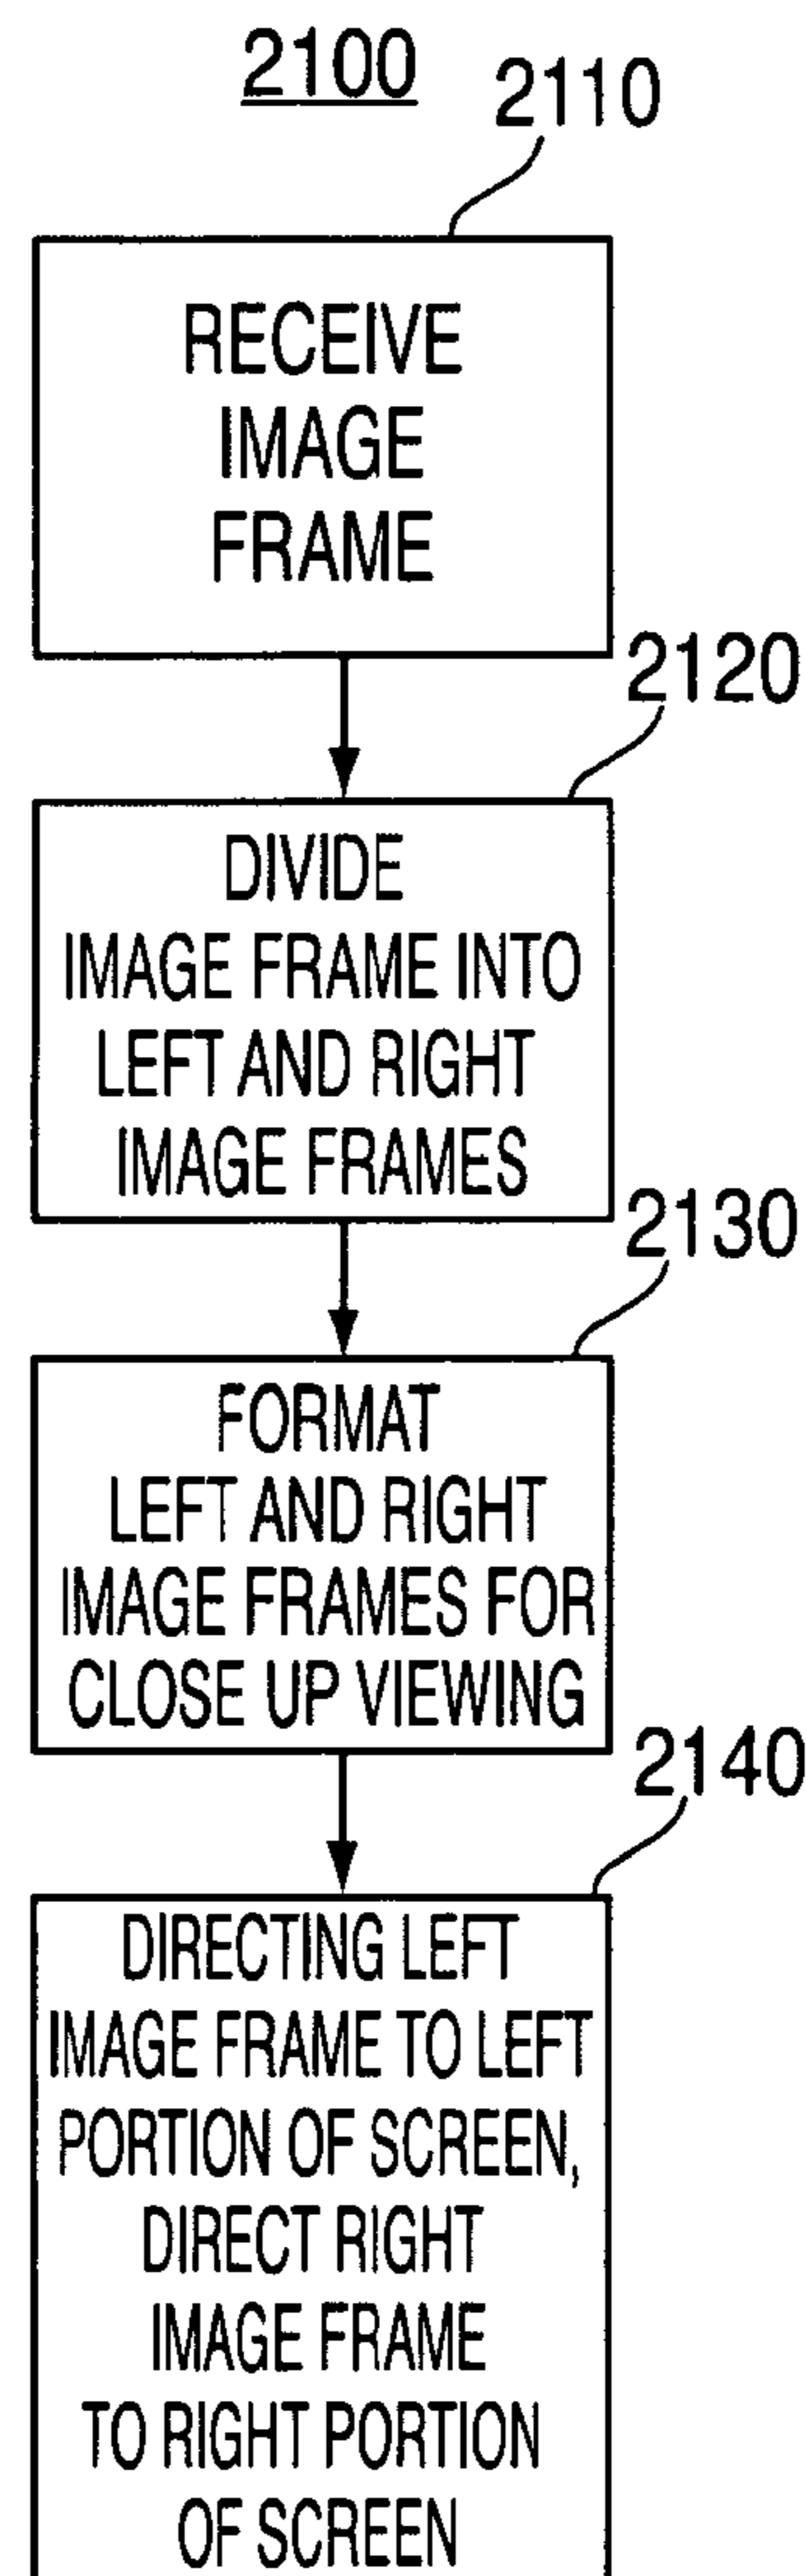 2100
2110
RECEIVE
IMAGE
FRAME
2120
DIVIDE
IMAGE FRAME INTO
LEFT AND RIGHT
IMAGE FRAMES
2130
FORMAT
LEFT AND RIGHT
IMAGE FRAMES FOR
CLOSE UP VIEWING
2140
DIRECTING LEFT
IMAGE FRAME TO LEFT
PORTION OF SCREEN,
DIRECT RIGHT
IMAGE FRAME
TO RIGHT PORTION
OF SCREEN